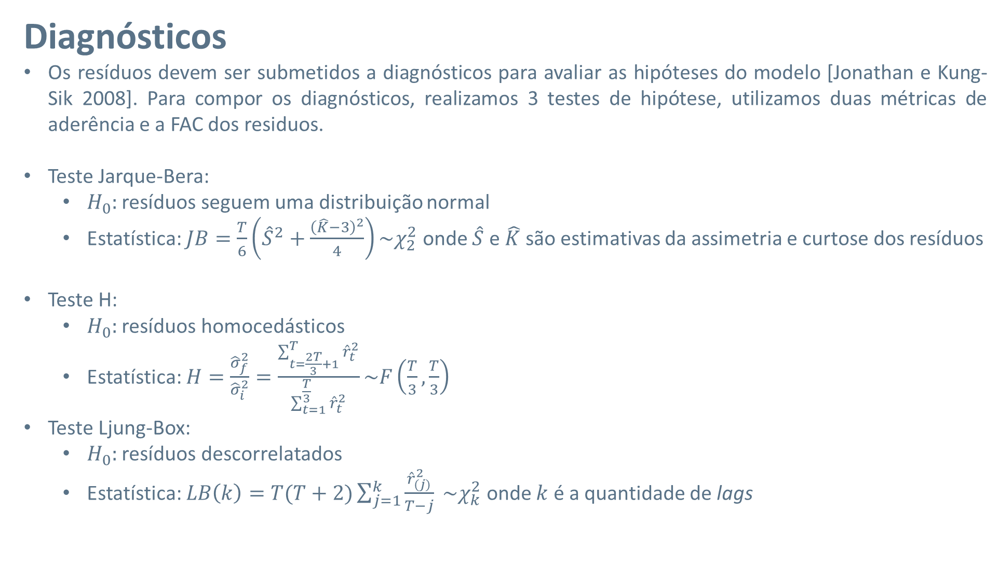 Diagnósticos
• Os resíduos devem ser submetidos a diagnósticos para avaliar as hipóteses do modelo [Jonathan e Kung-
Sik 2008]. Para compor os diagnósticos, realizamos 3 testes de hipótese, utilizamos duas métricas de
aderência e a FAC dos residuos.
• Teste Jarque-Bera:
• $H_0$: resíduos seguem uma distribuição normal
• Estatística: $JB = \frac{T}{6}\left(\hat{S}^2 + \frac{(\hat{K}-3)^2}{4}\right) \sim \chi_2^2$ onde $\hat{S}$ e $\hat{K}$ são estimativas da assimetria e curtose dos resíduos
• Teste H:
• $H_0$: resíduos homocedásticos
• Estatística: $H = \frac{\hat{\sigma}_f^2}{\hat{\sigma}_i^2} = \frac{\sum_{t=\frac{2T}{3}+1}^{T} \hat{r}_t^2}{\sum_{t=1}^{\frac{T}{3}} \hat{r}_t^2} \sim F\left(\frac{T}{3}, \frac{T}{3}\right)$
• Teste Ljung-Box:
• $H_0$: resíduos descorrelatados
• Estatística: $LB(k) = T(T+2) \sum_{j=1}^{k} \frac{\hat{r}_{(j)}^2}{T-j} \sim \chi_k^2$ onde $k$ é a quantidade de lags